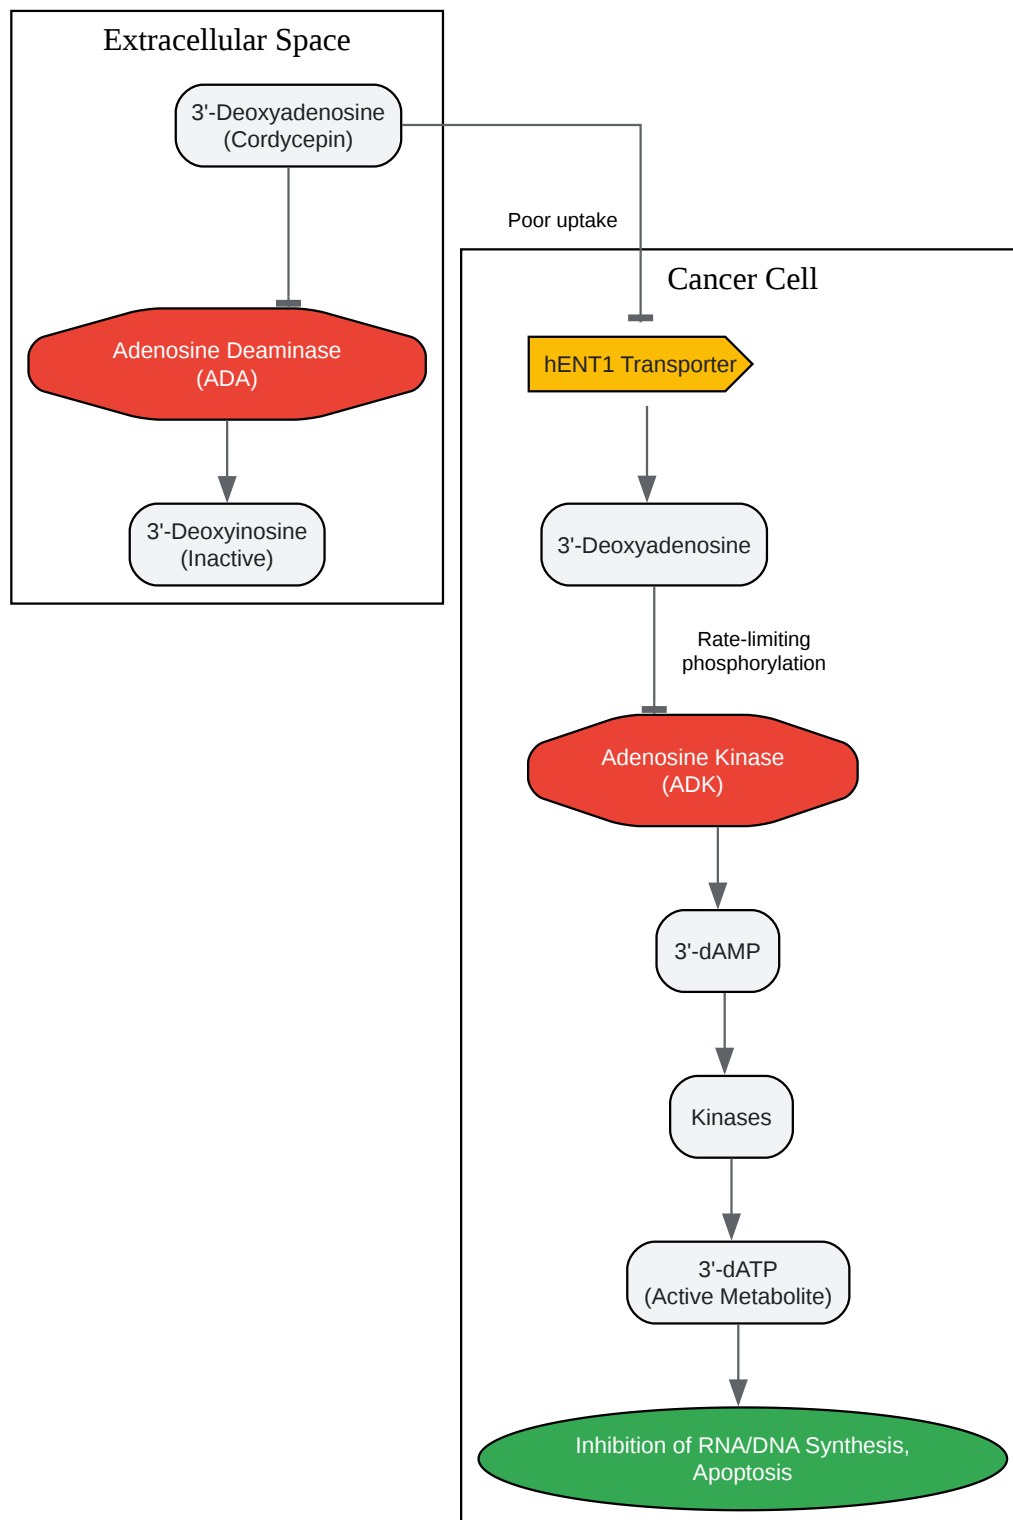 Extracellular Space
3'-Deoxyadenosine
(Cordycepin)
Poor uptake
Adenosine Deaminase
(ADA)
3'-Deoxyinosine
(Inactive)
Cancer Cell
hENT1 Transporter
3'-Deoxyadenosine
Rate-limiting
phosphorylation
Adenosine Kinase
(ADK)
3'-dAMP
Kinases
3'-dATP
(Active Metabolite)
Inhibition of RNA/DNA Synthesis,
Apoptosis